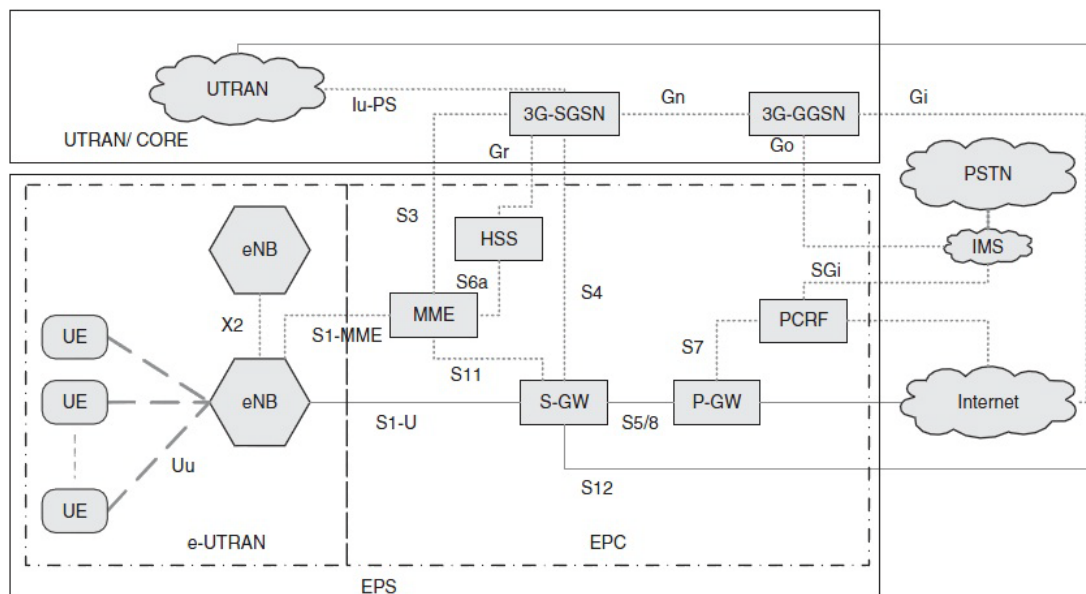 UTRAN
Iu-PS
3G-SGSN
Gn
3G-GGSN
Gi
UTRAN/ CORE
Gr
Go
PSTN
eNB
S3
HSS
IMS
S6a
S4
SGi
X2
MME
PCRF
UE
S1-MME
S7
S11
UE
eNB
S-GW
P-GW
Internet
S1-U
S5/8
Uu
S12
UE
e-UTRAN
EPC
EPS